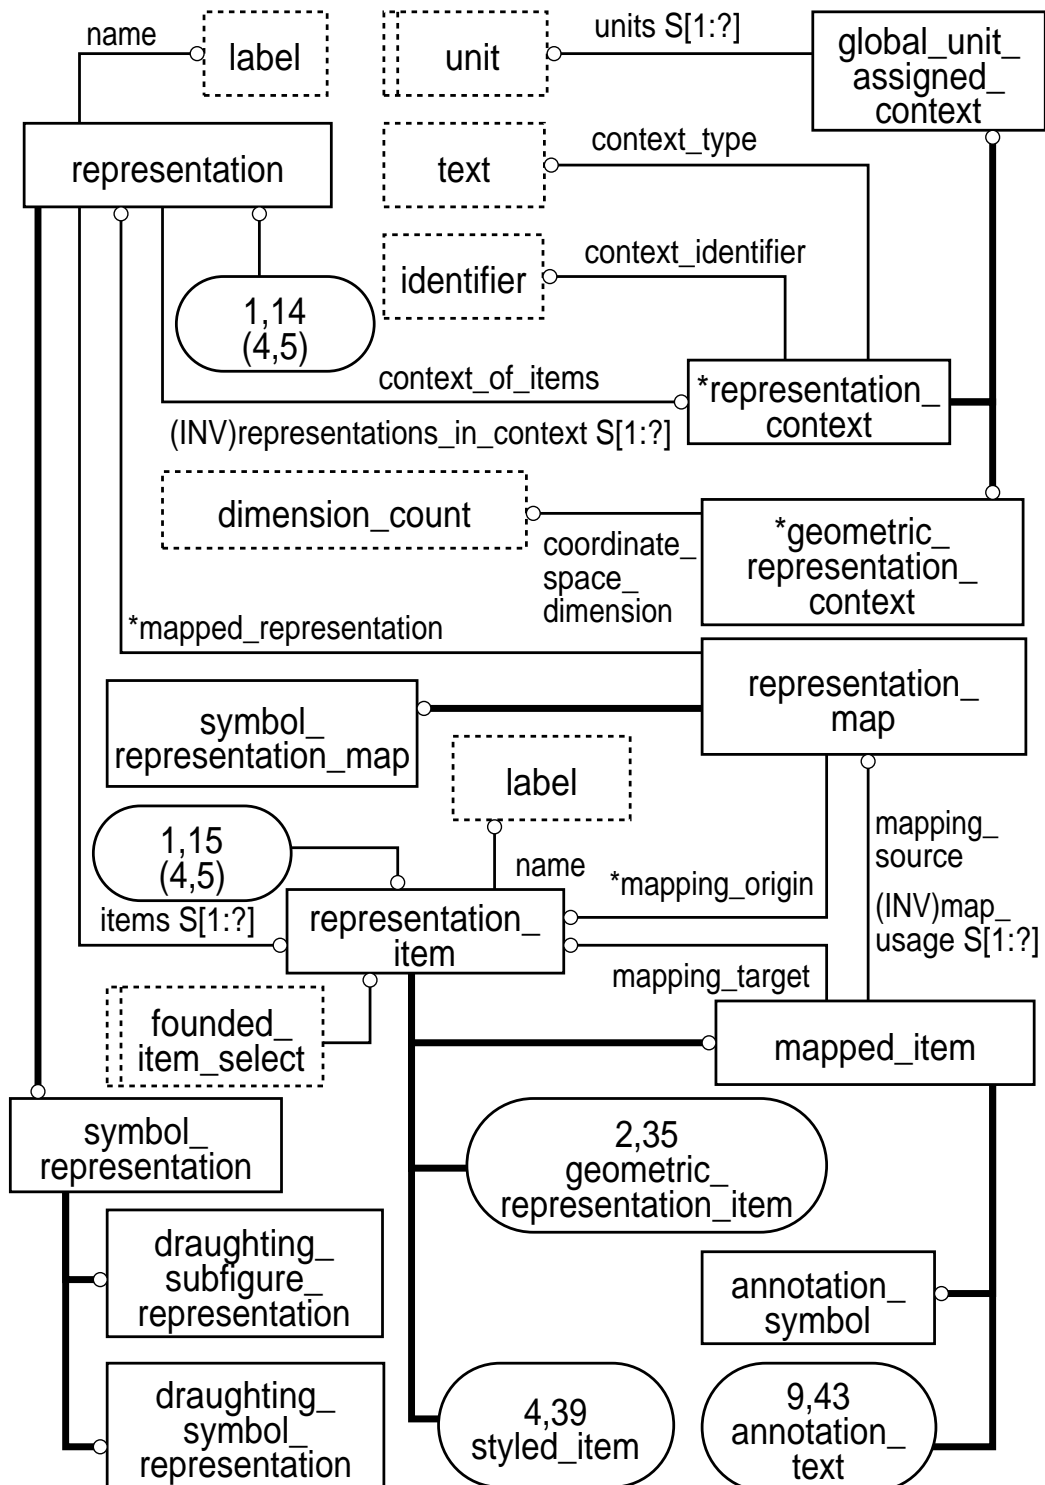 name
label
unit
units S[1:?]
global_unit_
assigned_
context
representation
text
context_type
identifier
context_identifier
1,14
(4,5)
context_of_items
*representation_
context
(INV)representations_in_context S[1:?]
dimension_count
coordinate_
space_
dimension
*geometric_
representation_
context
*mapped_representation
representation_
map
symbol_
representation_map
label
1,15
(4,5)
name
*mapping_origin
mapping_
source
(INV)map_
usage S[1:?]
items S[1:?]
representation_
item
mapping_target
founded_
item_select
mapped_item
symbol_
representation
2,35
geometric_
representation_item
draughting_
subfigure_
representation
annotation_
symbol
draughting_
symbol_
representation
4,39
styled_item
9,43
annotation_
text